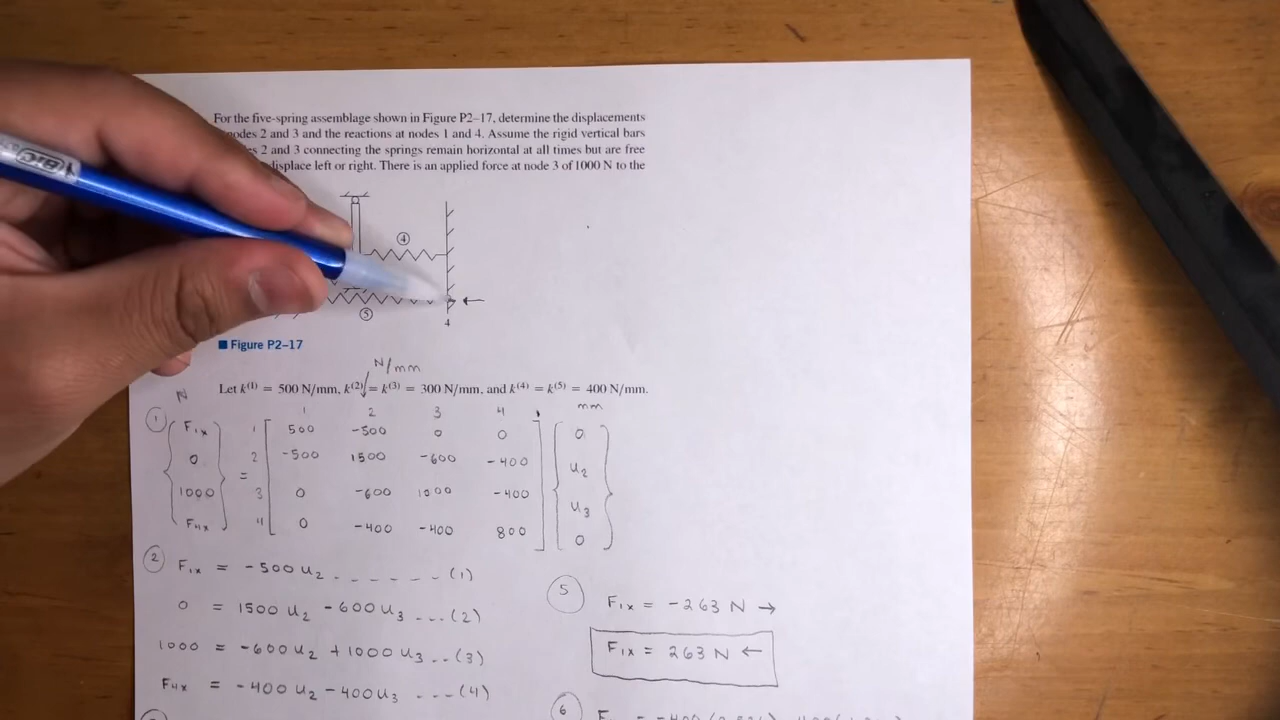 For the five-spring assemblage shown in Figure P2–17, determine the displacements
nodes 2 and 3 and the reactions at nodes 1 and 4. Assume the rigid vertical bars
2 and 3 connecting the springs remain horizontal at all times but are free
displace left or right. There is an applied force at node 3 of 1000 N to the
BIC
④
⑤
4
■ Figure P2–17
N/mm
Let k(1) = 500 N/mm, k(2) = k(3) = 300 N/mm, and k(4) = k(5) = 400 N/mm.
N 1 2 3 4 mm
① F1x 1 500 -500 0 0 0
0 2 -500 1500 -600 -400 u2
=
1000 3 0 -600 1000 -400 u3
F4x 4 0 -400 -400 800 0
② F1x = -500 u2 - - - - - - (1)
0 = 1500 u2 - 600 u3 --- (2)
1000 = -600 u2 + 1000 u3 -- (3)
F4x = -400 u2 - 400 u3 ---- (4)
⑤ F1x = -263 N →
F1x = 263 N ←
6